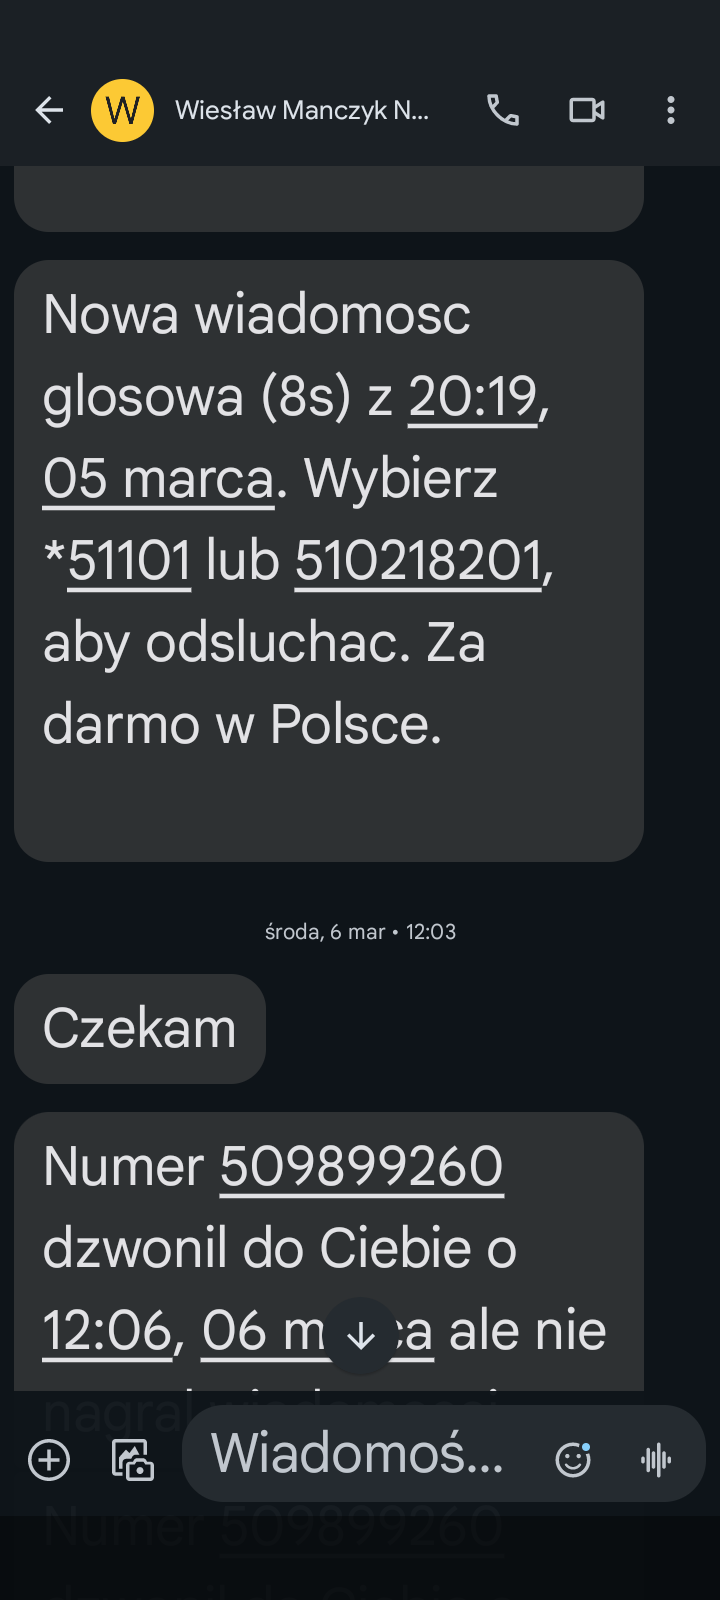 W Wiesław Manczyk N...
Nowa wiadomosc
glosowa (8s) z 20:19,
05 marca. Wybierz
*51101 lub 510218201,
aby odsluchac. Za
darmo w Polsce.
środa, 6 mar • 12:03
Czekam
Numer 509899260
dzwonil do Ciebie o
12:06, 06 marca ale nie
nagral wiadomosci
Wiadomoś...
Numer 509899260